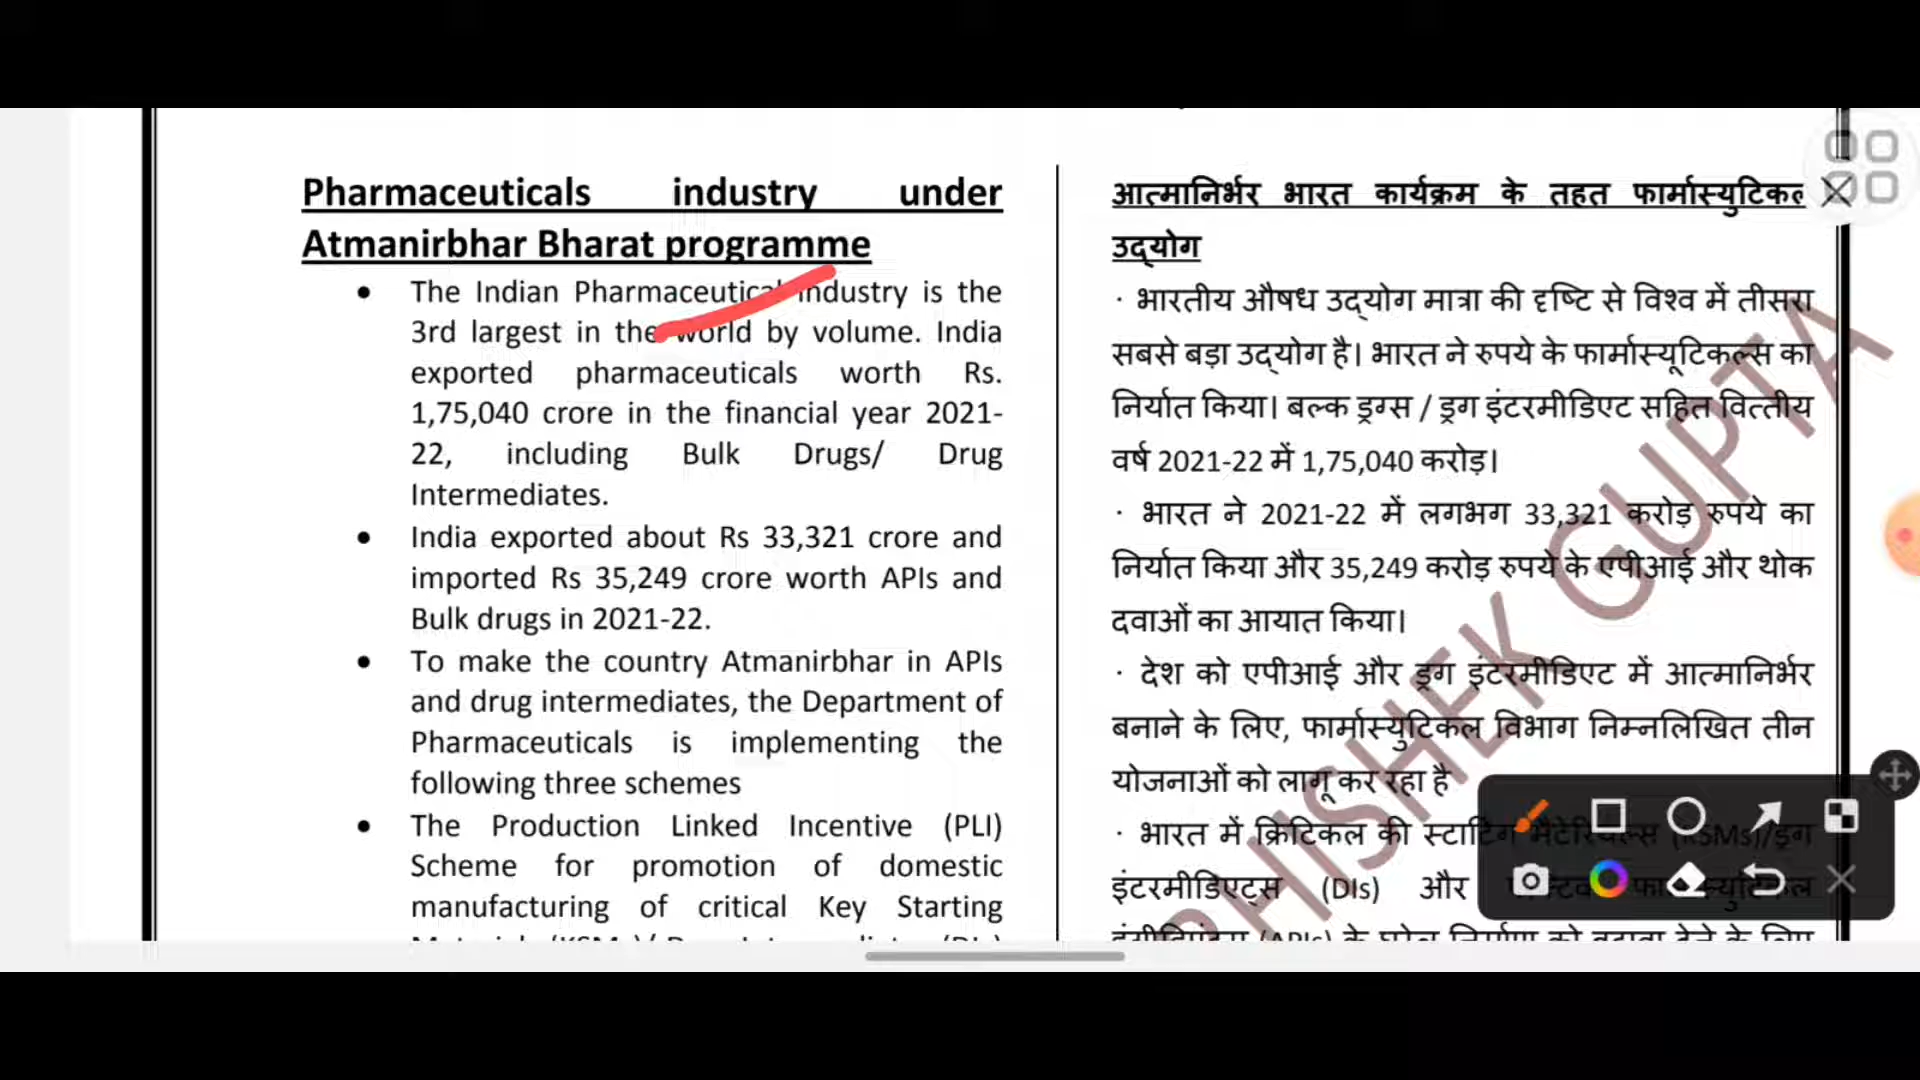 Pharmaceuticals industry under
Atmanirbhar Bharat programme
• The Indian Pharmaceutical industry is the
3rd largest in the world by volume. India
exported pharmaceuticals worth Rs.
1,75,040 crore in the financial year 2021-
22, including Bulk Drugs/ Drug
Intermediates.
• India exported about Rs 33,321 crore and
imported Rs 35,249 crore worth APIs and
Bulk drugs in 2021-22.
• To make the country Atmanirbhar in APIs
and drug intermediates, the Department of
Pharmaceuticals is implementing the
following three schemes
• The Production Linked Incentive (PLI)
Scheme for promotion of domestic
manufacturing of critical Key Starting
आत्मानिर्भर भारत कार्यक्रम के तहत फार्मास्युटिकल
उद्योग
· भारतीय औषध उद्योग मात्रा की दृष्टि से विश्व में तीसरा
सबसे बड़ा उद्योग है। भारत ने रुपये के फार्मास्यूटिकल्स का
निर्यात किया। बल्क ड्रग्स / ड्रग इंटरमीडिएट सहित वित्तीय
वर्ष 2021-22 में 1,75,040 करोड़।
· भारत ने 2021-22 में लगभग 33,321 करोड़ रुपये का
निर्यात किया और 35,249 करोड़ रुपये के एपीआई और थोक
दवाओं का आयात किया।
· देश को एपीआई और ड्रग इंटरमीडिएट में आत्मानिर्भर
बनाने के लिए, फार्मास्युटिकल विभाग निम्नलिखित तीन
योजनाओं को लागू कर रहा है
· भारत में क्रिटिकल की स्टार्टिंग मैटेरियल्स (KSMs)/ड्रग
इंटरमीडिएट्स (DIs) और
(APIs) के घरेलू निर्माण को बढ़ावा देने के लिए
PHISHEK GUPTA